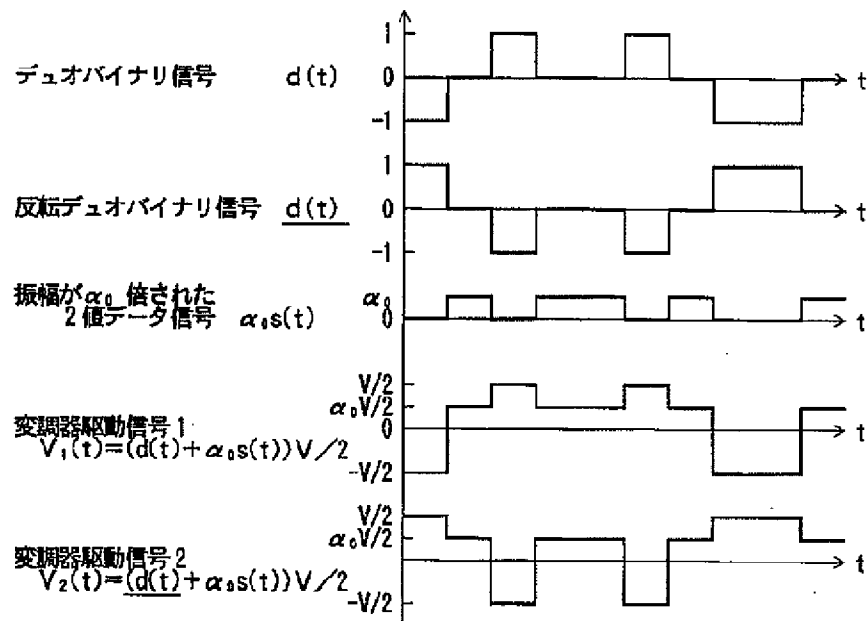 1
デュオバイナリ信号 d(t) 0 t
-1
1
反転デュオバイナリ信号 d(t) 0 t
-1
振幅がα₀倍された α₀
2値データ信号 α₀s(t) 0 t
V/2
α₀V/2
変調器駆動信号1 0 t
V₁(t)=(d(t)+α₀s(t))V/2 -V/2
V/2
α₀V/2
変調器駆動信号2 t
V₂(t)=(d(t)+α₀s(t))V/2 -V/2